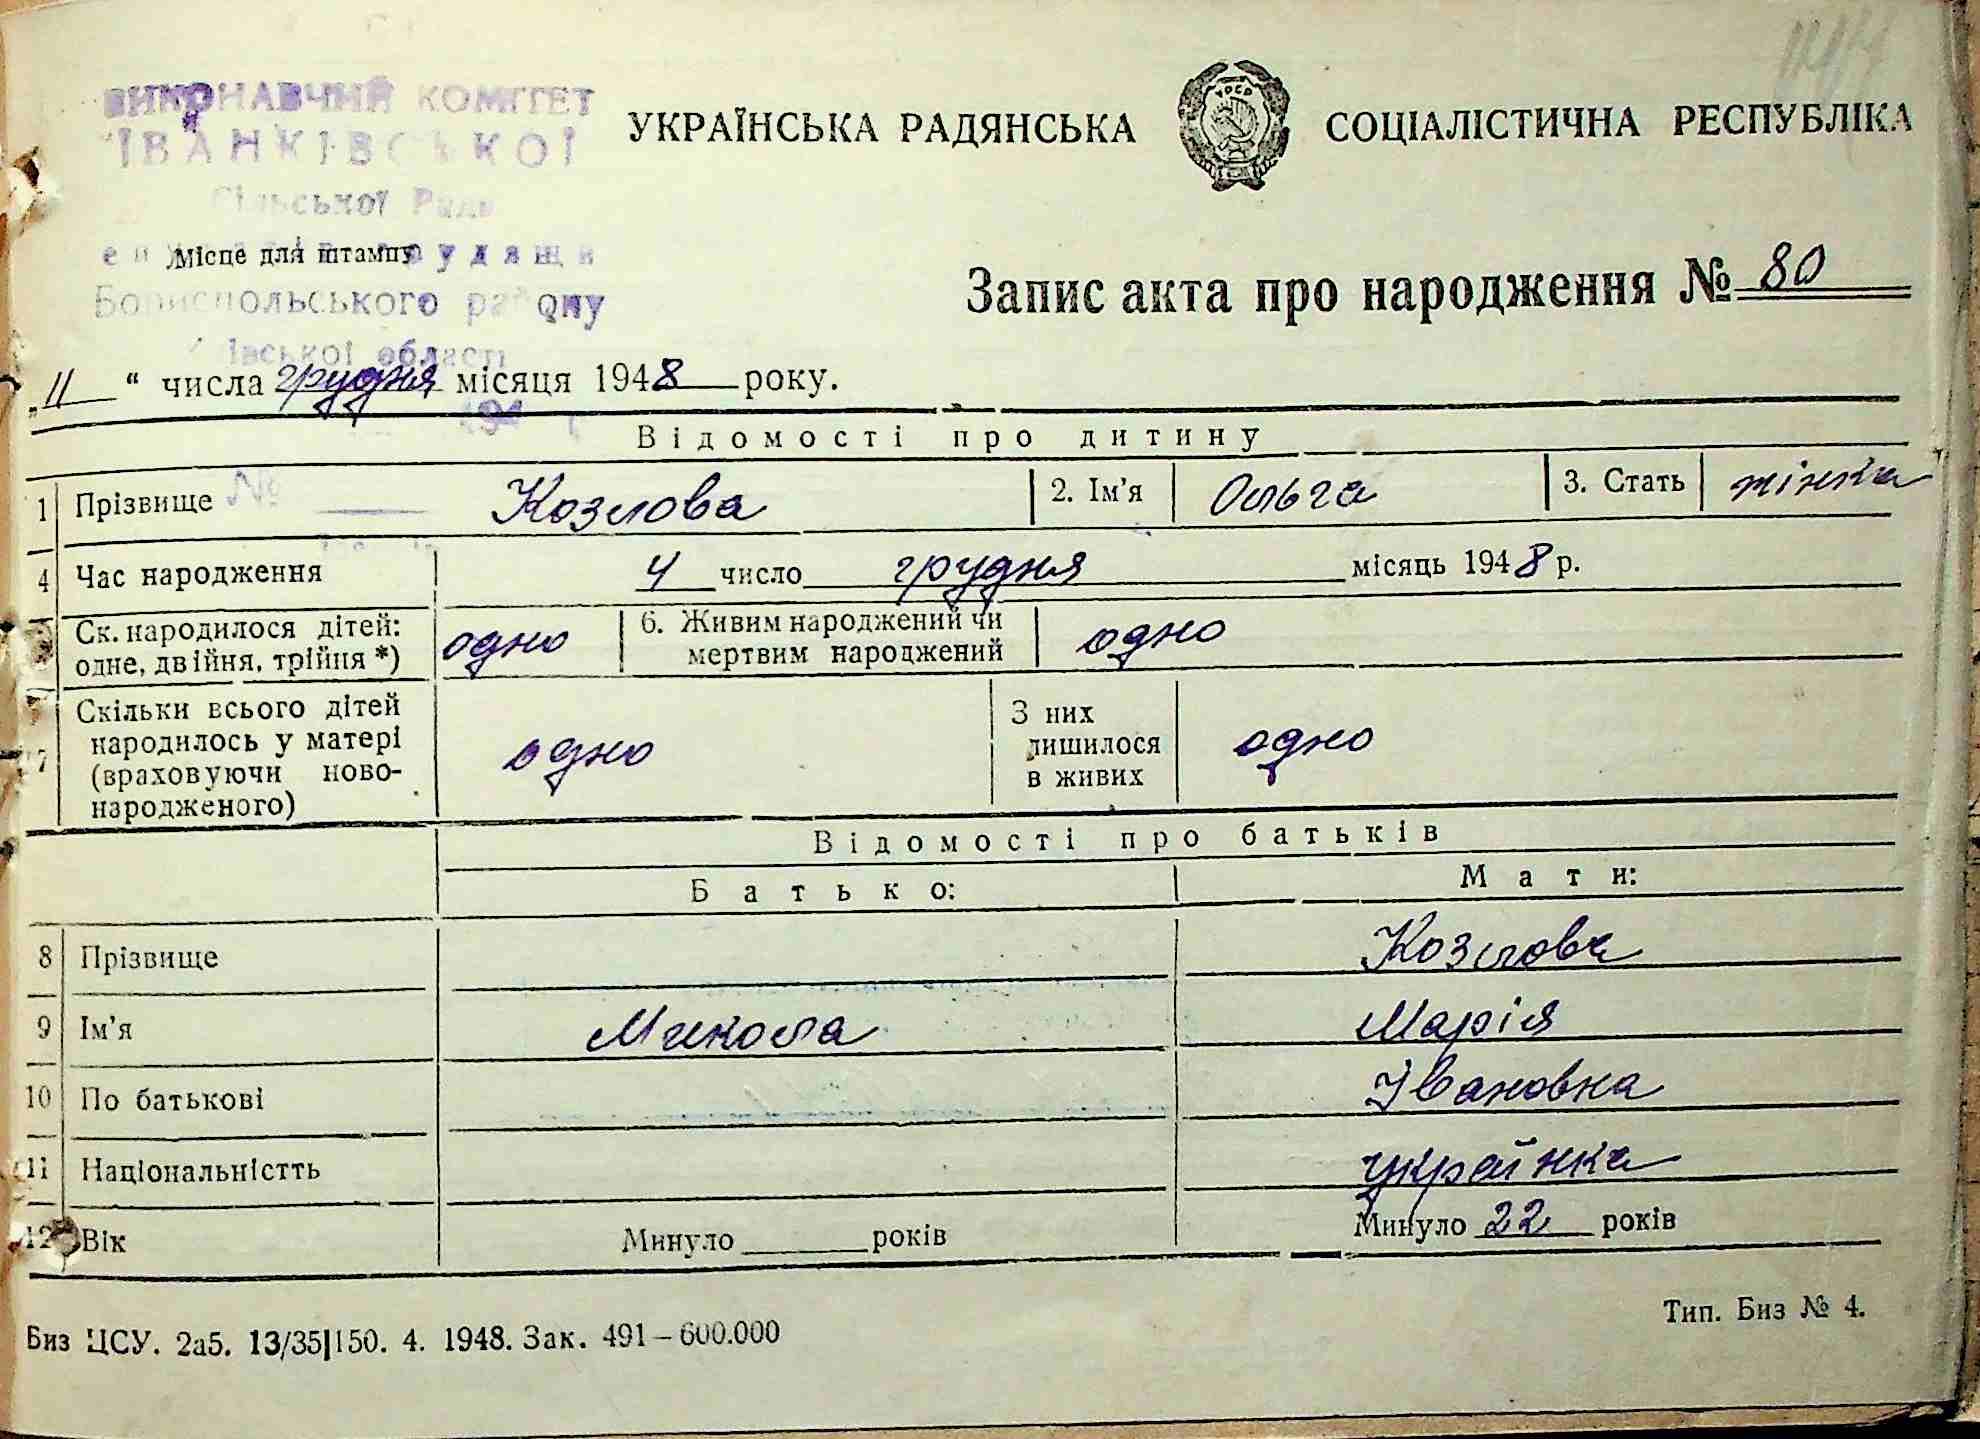 ВИКОНАВЧИЙ КОМІТЕТ
ІВАНКІВСЬКОЇ
Сільської Ради
Місце для штампу
Бориспольського району
області
УКРАЇНСЬКА РАДЯНСЬКА СОЦІАЛІСТИЧНА РЕСПУБЛІКА
УРСР
Запис акта про народження № 80
„ 11 “ числа грудня місяця 1948 року.
Відомості про дитину
1 Прізвище № Козлова 2. Ім'я Ольга 3. Стать жінка
4 Час народження 4 число грудня місяць 1948 р.
Ск. народилося дітей: одно 6. Живим народжений чи одно
одне, двійня, трійня *) мертвим народжений
Скільки всього дітей З них
народилось у матері одно лишилося одно
7 (враховуючи ново- в живих
народженого)
Відомості про батьків
Батько: Мати:
8 Прізвище Козлова
9 Ім'я Микола Марія
10 По батькові Івановна
11 Національністть українка
12 Вік Минуло років Минуло 22 років
Биз ЦСУ. 2а5. 13/35|150. 4. 1948. Зак. 491 – 600.000
Тип. Биз № 4.